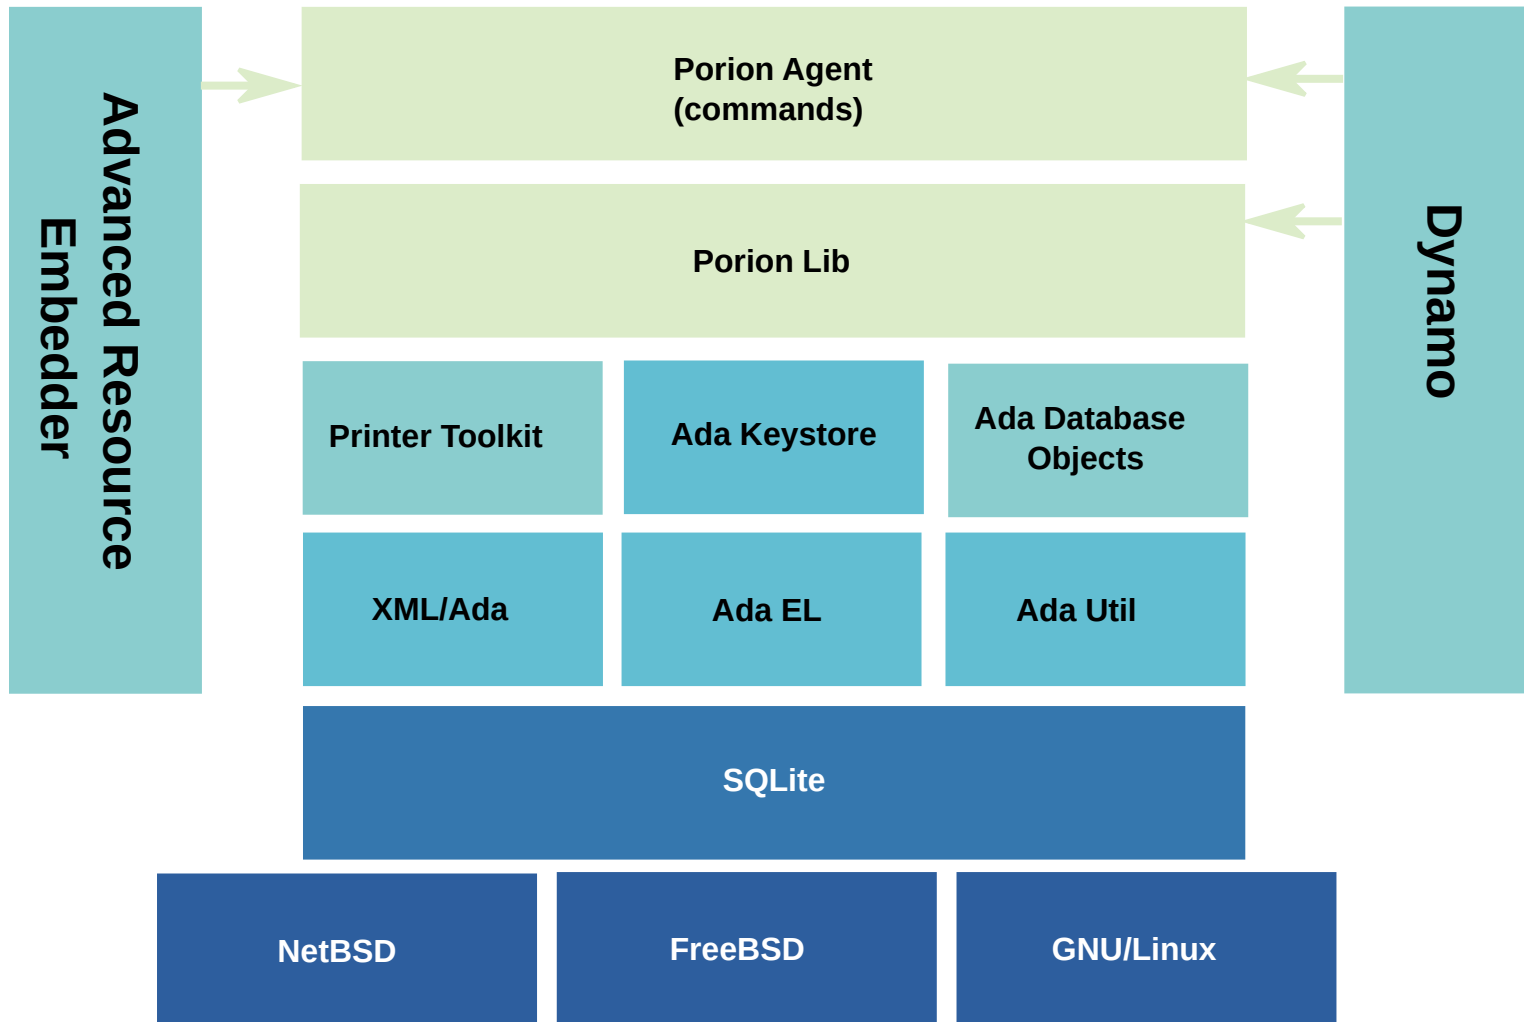 Advanced Resource
Embedder
Porion Agent
(commands)
Porion Lib
Dynamo
Printer Toolkit
Ada Keystore
Ada Database
Objects
XML/Ada
Ada EL
Ada Util
SQLite
NetBSD
FreeBSD
GNU/Linux